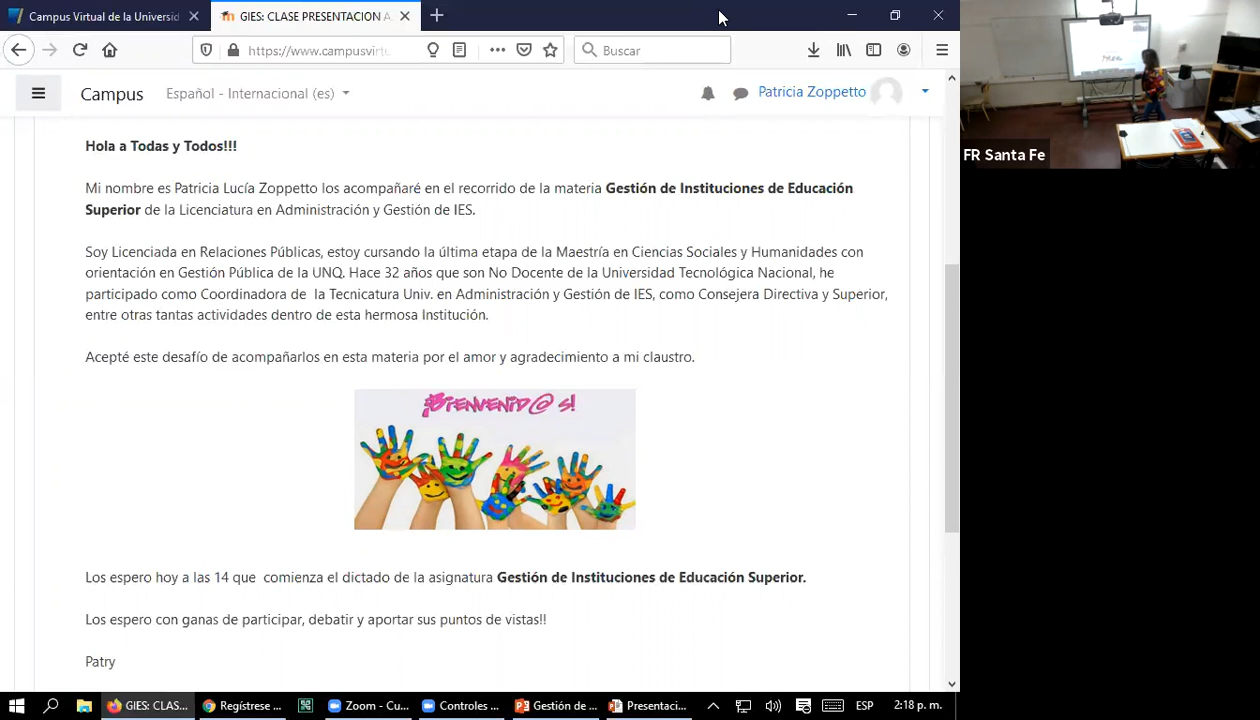 Campus Virtual de la Universid
GIES: CLASE PRESENTACION A
https://www.campusvirtu
Buscar
Campus
Español - Internacional (es)
Patricia Zoppetto
Hola a Todas y Todos!!!
Mi nombre es Patricia Lucía Zoppetto los acompañaré en el recorrido de la materia Gestión de Instituciones de Educación
Superior de la Licenciatura en Administración y Gestión de IES.
Soy Licenciada en Relaciones Públicas, estoy cursando la última etapa de la Maestría en Ciencias Sociales y Humanidades con
orientación en Gestión Pública de la UNQ. Hace 32 años que son No Docente de la Universidad Tecnológica Nacional, he
participado como Coordinadora de la Tecnicatura Univ. en Administración y Gestión de IES, como Consejera Directiva y Superior,
entre otras tantas actividades dentro de esta hermosa Institución.
Acepté este desafío de acompañarlos en esta materia por el amor y agradecimiento a mi claustro.
¡BIENVENID@S!
Los espero hoy a las 14 que comienza el dictado de la asignatura Gestión de Instituciones de Educación Superior.
Los espero con ganas de participar, debatir y aportar sus puntos de vistas!!
Patry
FR Santa Fe
GIES: CLAS...
Regístrese ...
Zoom - Cu...
Controles ...
Gestión de ...
Presentaci...
ESP
2:18 p. m.